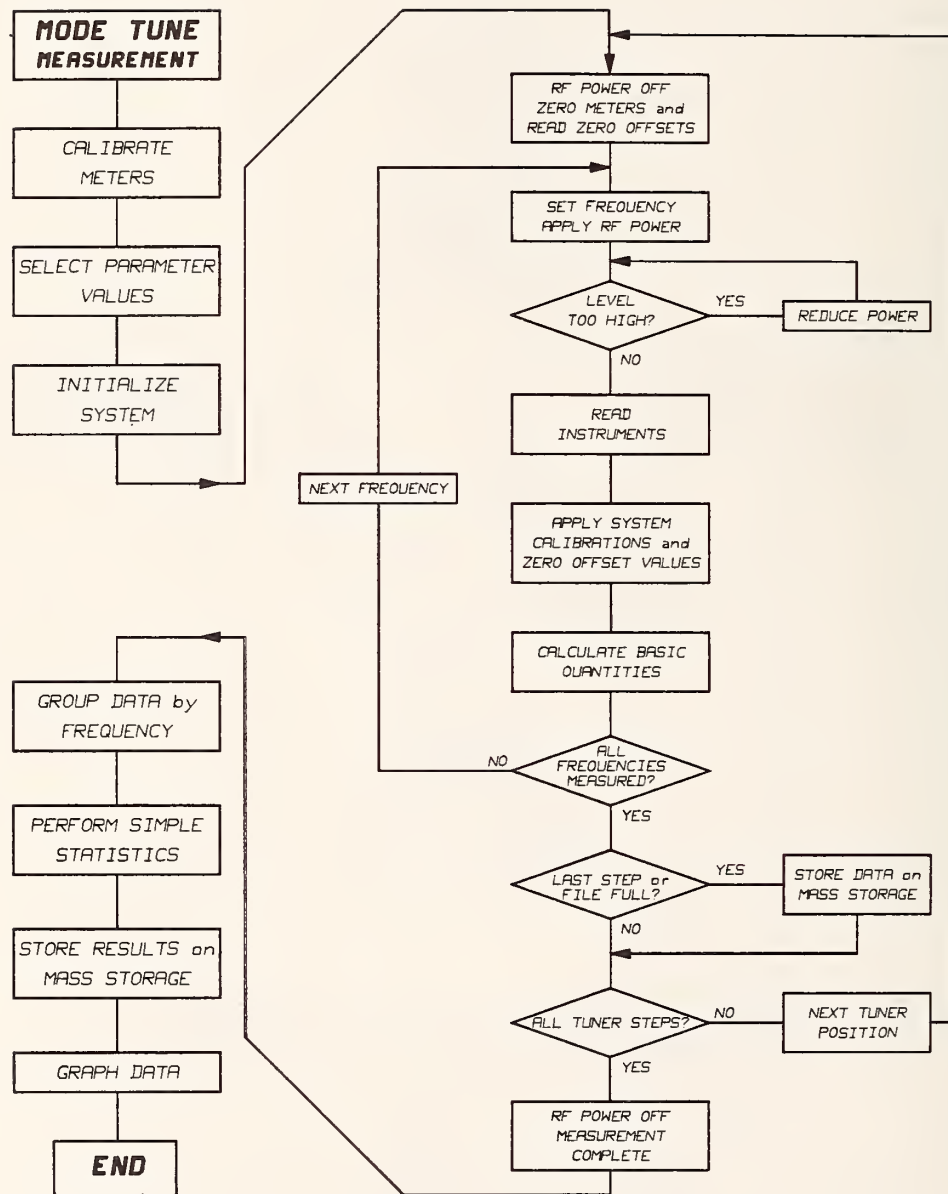 MODE TUNE
MEASUREMENT
CALIBRATE
METERS
SELECT PARAMETER
VALUES
INITIALIZE
SYSTEM
RF POWER OFF
ZERO METERS and
READ ZERO OFFSETS
SET FREQUENCY
APPLY RF POWER
LEVEL
TOO HIGH?
YES
REDUCE POWER
NO
READ
INSTRUMENTS
NEXT FREQUENCY
APPLY SYSTEM
CALIBRATIONS and
ZERO OFFSET VALUES
CALCULATE BASIC
QUANTITIES
ALL
FREQUENCIES
MEASURED?
NO
YES
LAST STEP or
FILE FULL?
YES
STORE DATA on
MASS STORAGE
NO
ALL TUNER STEPS?
NO
NEXT TUNER
POSITION
YES
RF POWER OFF
MEASUREMENT
COMPLETE
GROUP DATA by
FREQUENCY
PERFORM SIMPLE
STATISTICS
STORE RESULTS on
MASS STORAGE
GRAPH DATA
END